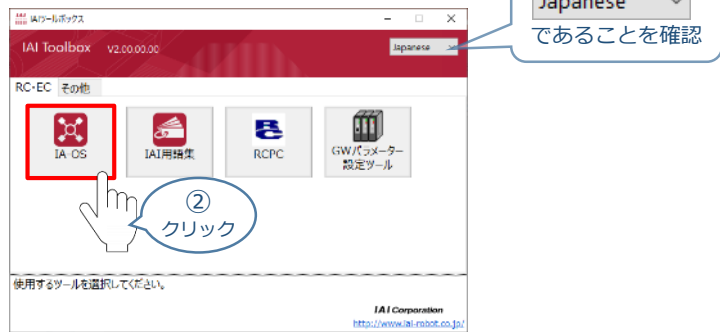 Japanese
であることを確認
IAIツールボックス
IAI Toolbox V2.00.00.00
Japanese
RC・EC その他
IA-OS
IAI用語集
RCPC
GWパラメーター
設定ツール
②
クリック
使用するツールを選択してください。
IAI Corporation
http://www.iai-robot.co.jp/